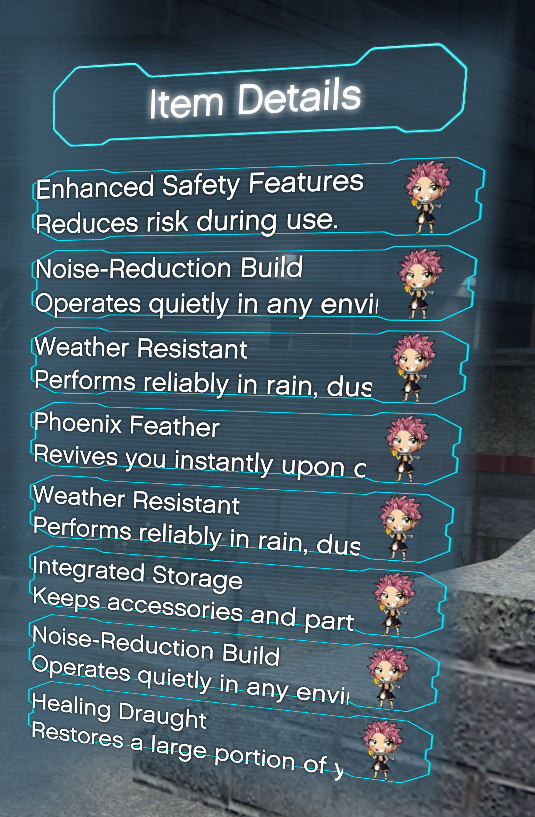 Item Details
Enhanced Safety Features
Reduces risk during use.
Noise-Reduction Build
Operates quietly in any envi
Weather Resistant
Performs reliably in rain, dus
Phoenix Feather
Revives you instantly upon
Weather Resistant
Performs reliably in rain, dus
Integrated Storage
Keeps accessories and part
Noise-Reduction Build
Operates quietly in any envi
Healing Draught
Restores a large portion of